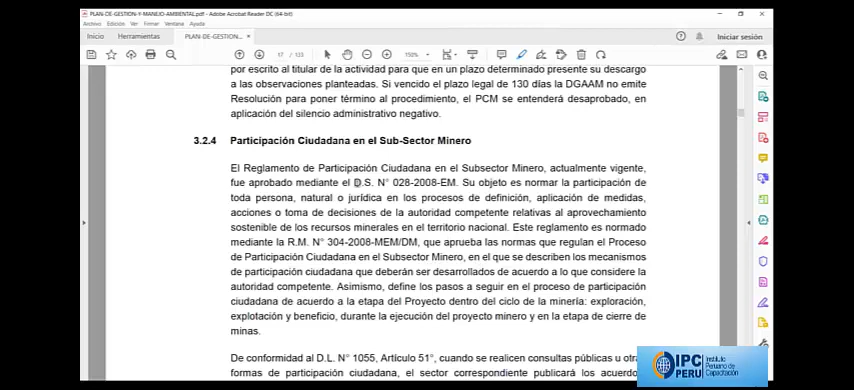 PLAN-DE-GESTION-Y-MANEJO-AMBIENTAL.pdf - Adobe Acrobat Reader DC (64-bit)
Archivo Edición Ver Firmar Ventana Ayuda
Inicio Herramientas PLAN-DE-GESTION... × Iniciar sesión
17 / 133 150%
por escrito al titular de la actividad para que en un plazo determinado presente su descargo
a las observaciones planteadas. Si vencido el plazo legal de 130 días la DGAAM no emite
Resolución para poner término al procedimiento, el PCM se entenderá desaprobado, en
aplicación del silencio administrativo negativo.
3.2.4 Participación Ciudadana en el Sub-Sector Minero
El Reglamento de Participación Ciudadana en el Subsector Minero, actualmente vigente,
fue aprobado mediante el D.S. N° 028-2008-EM. Su objeto es normar la participación de
toda persona, natural o jurídica en los procesos de definición, aplicación de medidas,
acciones o toma de decisiones de la autoridad competente relativas al aprovechamiento
sostenible de los recursos minerales en el territorio nacional. Este reglamento es normado
mediante la R.M. N° 304-2008-MEM/DM, que aprueba las normas que regulan el Proceso
de Participación Ciudadana en el Subsector Minero, en el que se describen los mecanismos
de participación ciudadana que deberán ser desarrollados de acuerdo a lo que considere la
autoridad competente. Asimismo, define los pasos a seguir en el proceso de participación
ciudadana de acuerdo a la etapa del Proyecto dentro del ciclo de la minería: exploración,
explotación y beneficio, durante la ejecución del proyecto minero y en la etapa de cierre de
minas.
De conformidad al D.L. N° 1055, Artículo 51°, cuando se realicen consultas públicas u otra
formas de participación ciudadana, el sector correspondiente publicará los acuerdo
IPC PERU Instituto Peruano de Capacitación